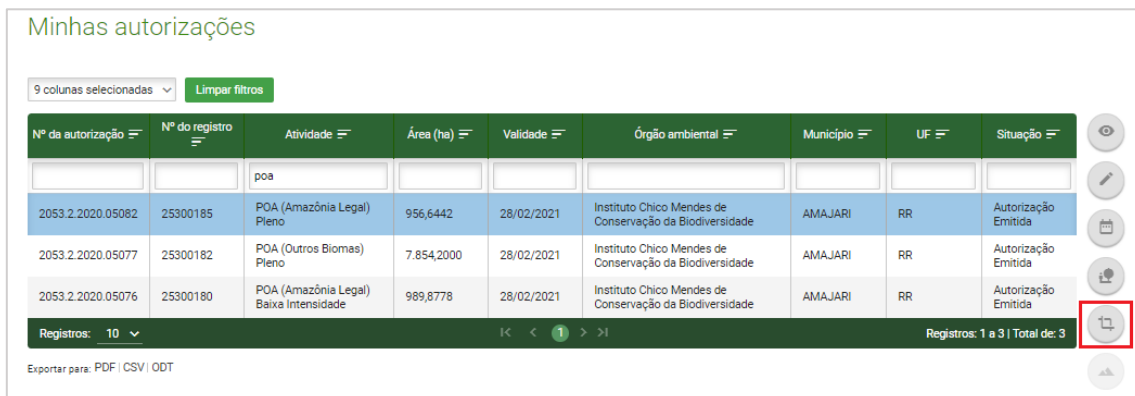 Minhas autorizações
9 colunas selecionadas Limpar filtros
Nº da autorização Nº do registro Atividade Área (ha) Validade Órgão ambiental Município UF Situação
poa
2053.2.2020.05082 25300185 POA (Amazônia Legal) Pleno 956,6442 28/02/2021 Instituto Chico Mendes de Conservação da Biodiversidade AMAJARI RR Autorização Emitida
2053.2.2020.05077 25300182 POA (Outros Biomas) Pleno 7.854,2000 28/02/2021 Instituto Chico Mendes de Conservação da Biodiversidade AMAJARI RR Autorização Emitida
2053.2.2020.05076 25300180 POA (Amazônia Legal) Baixa Intensidade 989,8778 28/02/2021 Instituto Chico Mendes de Conservação da Biodiversidade AMAJARI RR Autorização Emitida
Registros: 10 1 Registros: 1 a 3 | Total de: 3
Exportar para: PDF | CSV | ODT